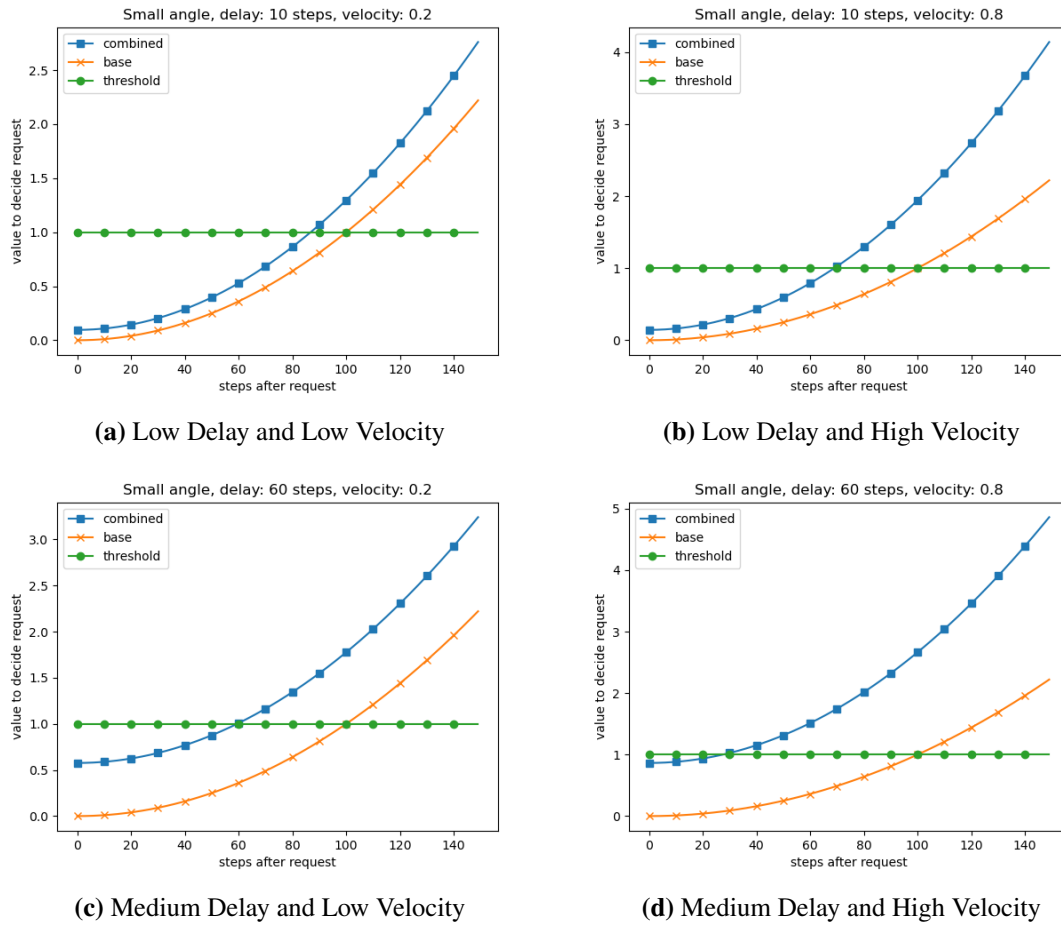 Small angle, delay: 10 steps, velocity: 0.2
combined
base
threshold
value to decide request
2.5
2.0
1.5
1.0
0.5
0.0
0 20 40 60 80 100 120 140
steps after request
(a) Low Delay and Low Velocity
Small angle, delay: 10 steps, velocity: 0.8
combined
base
threshold
value to decide request
4
3
2
1
0
0 20 40 60 80 100 120 140
steps after request
(b) Low Delay and High Velocity
Small angle, delay: 60 steps, velocity: 0.2
combined
base
threshold
value to decide request
3.0
2.5
2.0
1.5
1.0
0.5
0.0
0 20 40 60 80 100 120 140
steps after request
(c) Medium Delay and Low Velocity
Small angle, delay: 60 steps, velocity: 0.8
combined
base
threshold
value to decide request
5
4
3
2
1
0
0 20 40 60 80 100 120 140
steps after request
(d) Medium Delay and High Velocity